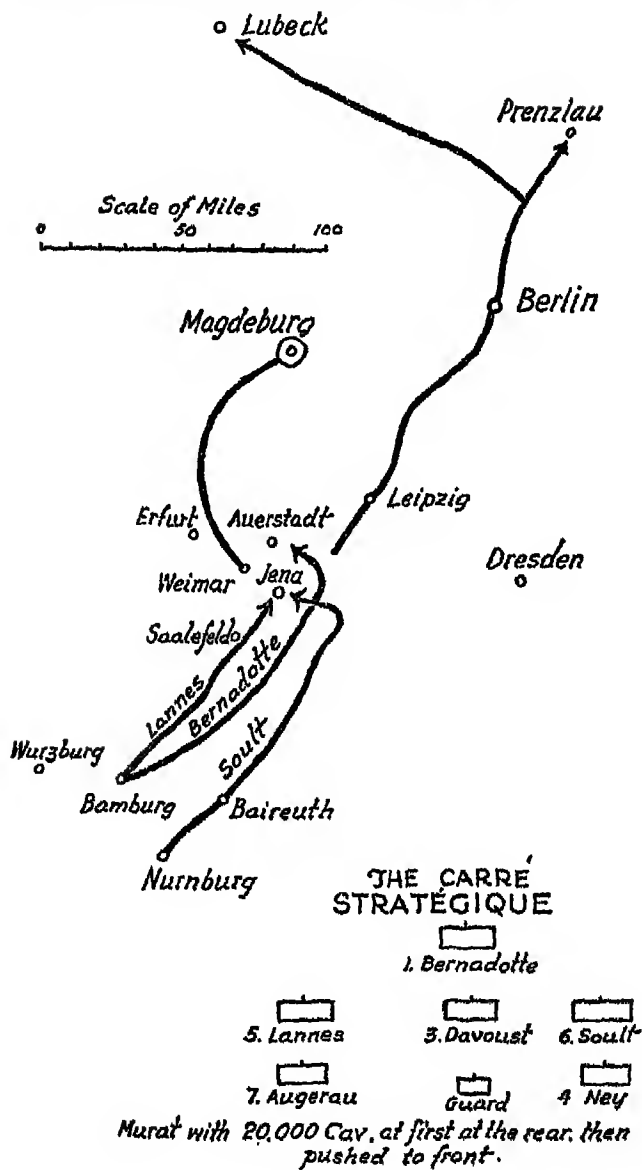 Lubeck
Prenzlau
Scale of Miles
0 50 100
Berlin
Magdeburg
Leipzig
Erfurt
Auerstadt
Dresden
Weimar
Jena
Saalefeld
Lannes
Bernadotte
Soult
Wurzburg
Bamburg
Baireuth
Nurnburg
THE CARRÉ
STRATÉGIQUE
1. Bernadotte
5. Lannes 3. Davoust 6. Soult
7. Augerau Guard 4 Ney
Murat with 20,000 Cav. at first at the rear, then
pushed to front.